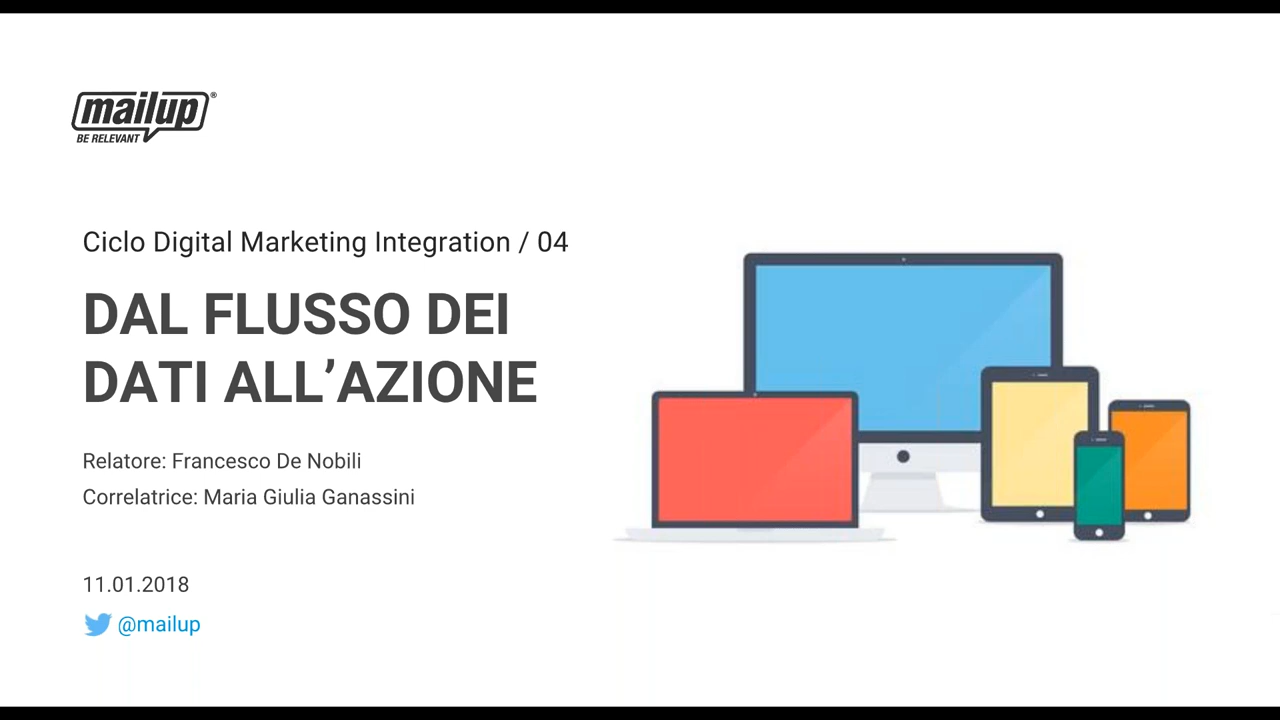 mailup®
BE RELEVANT
Ciclo Digital Marketing Integration / 04
DAL FLUSSO DEI
DATI ALL’AZIONE
Relatore: Francesco De Nobili
Correlatrice: Maria Giulia Ganassini
11.01.2018
@mailup